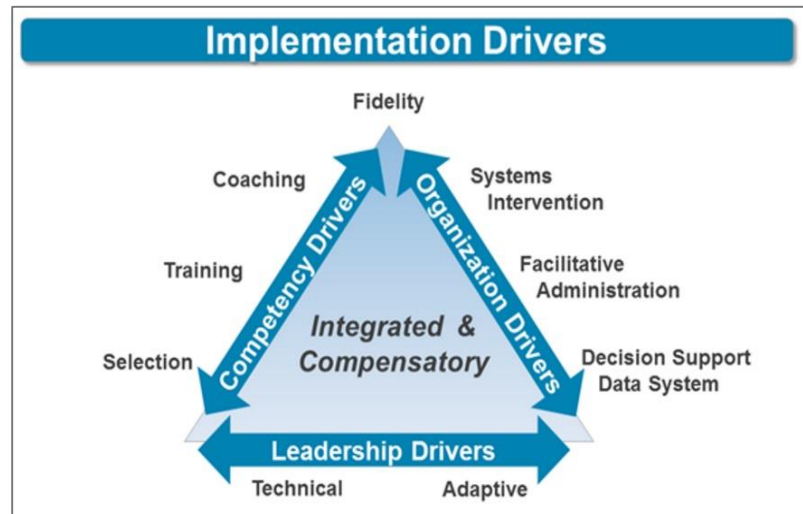 Implementation Drivers
Fidelity
Coaching
Training
Selection
Competency Drivers
Organization Drivers
Systems
Intervention
Facilitative
Administration
Decision Support
Data System
Integrated &
Compensatory
Leadership Drivers
Technical
Adaptive